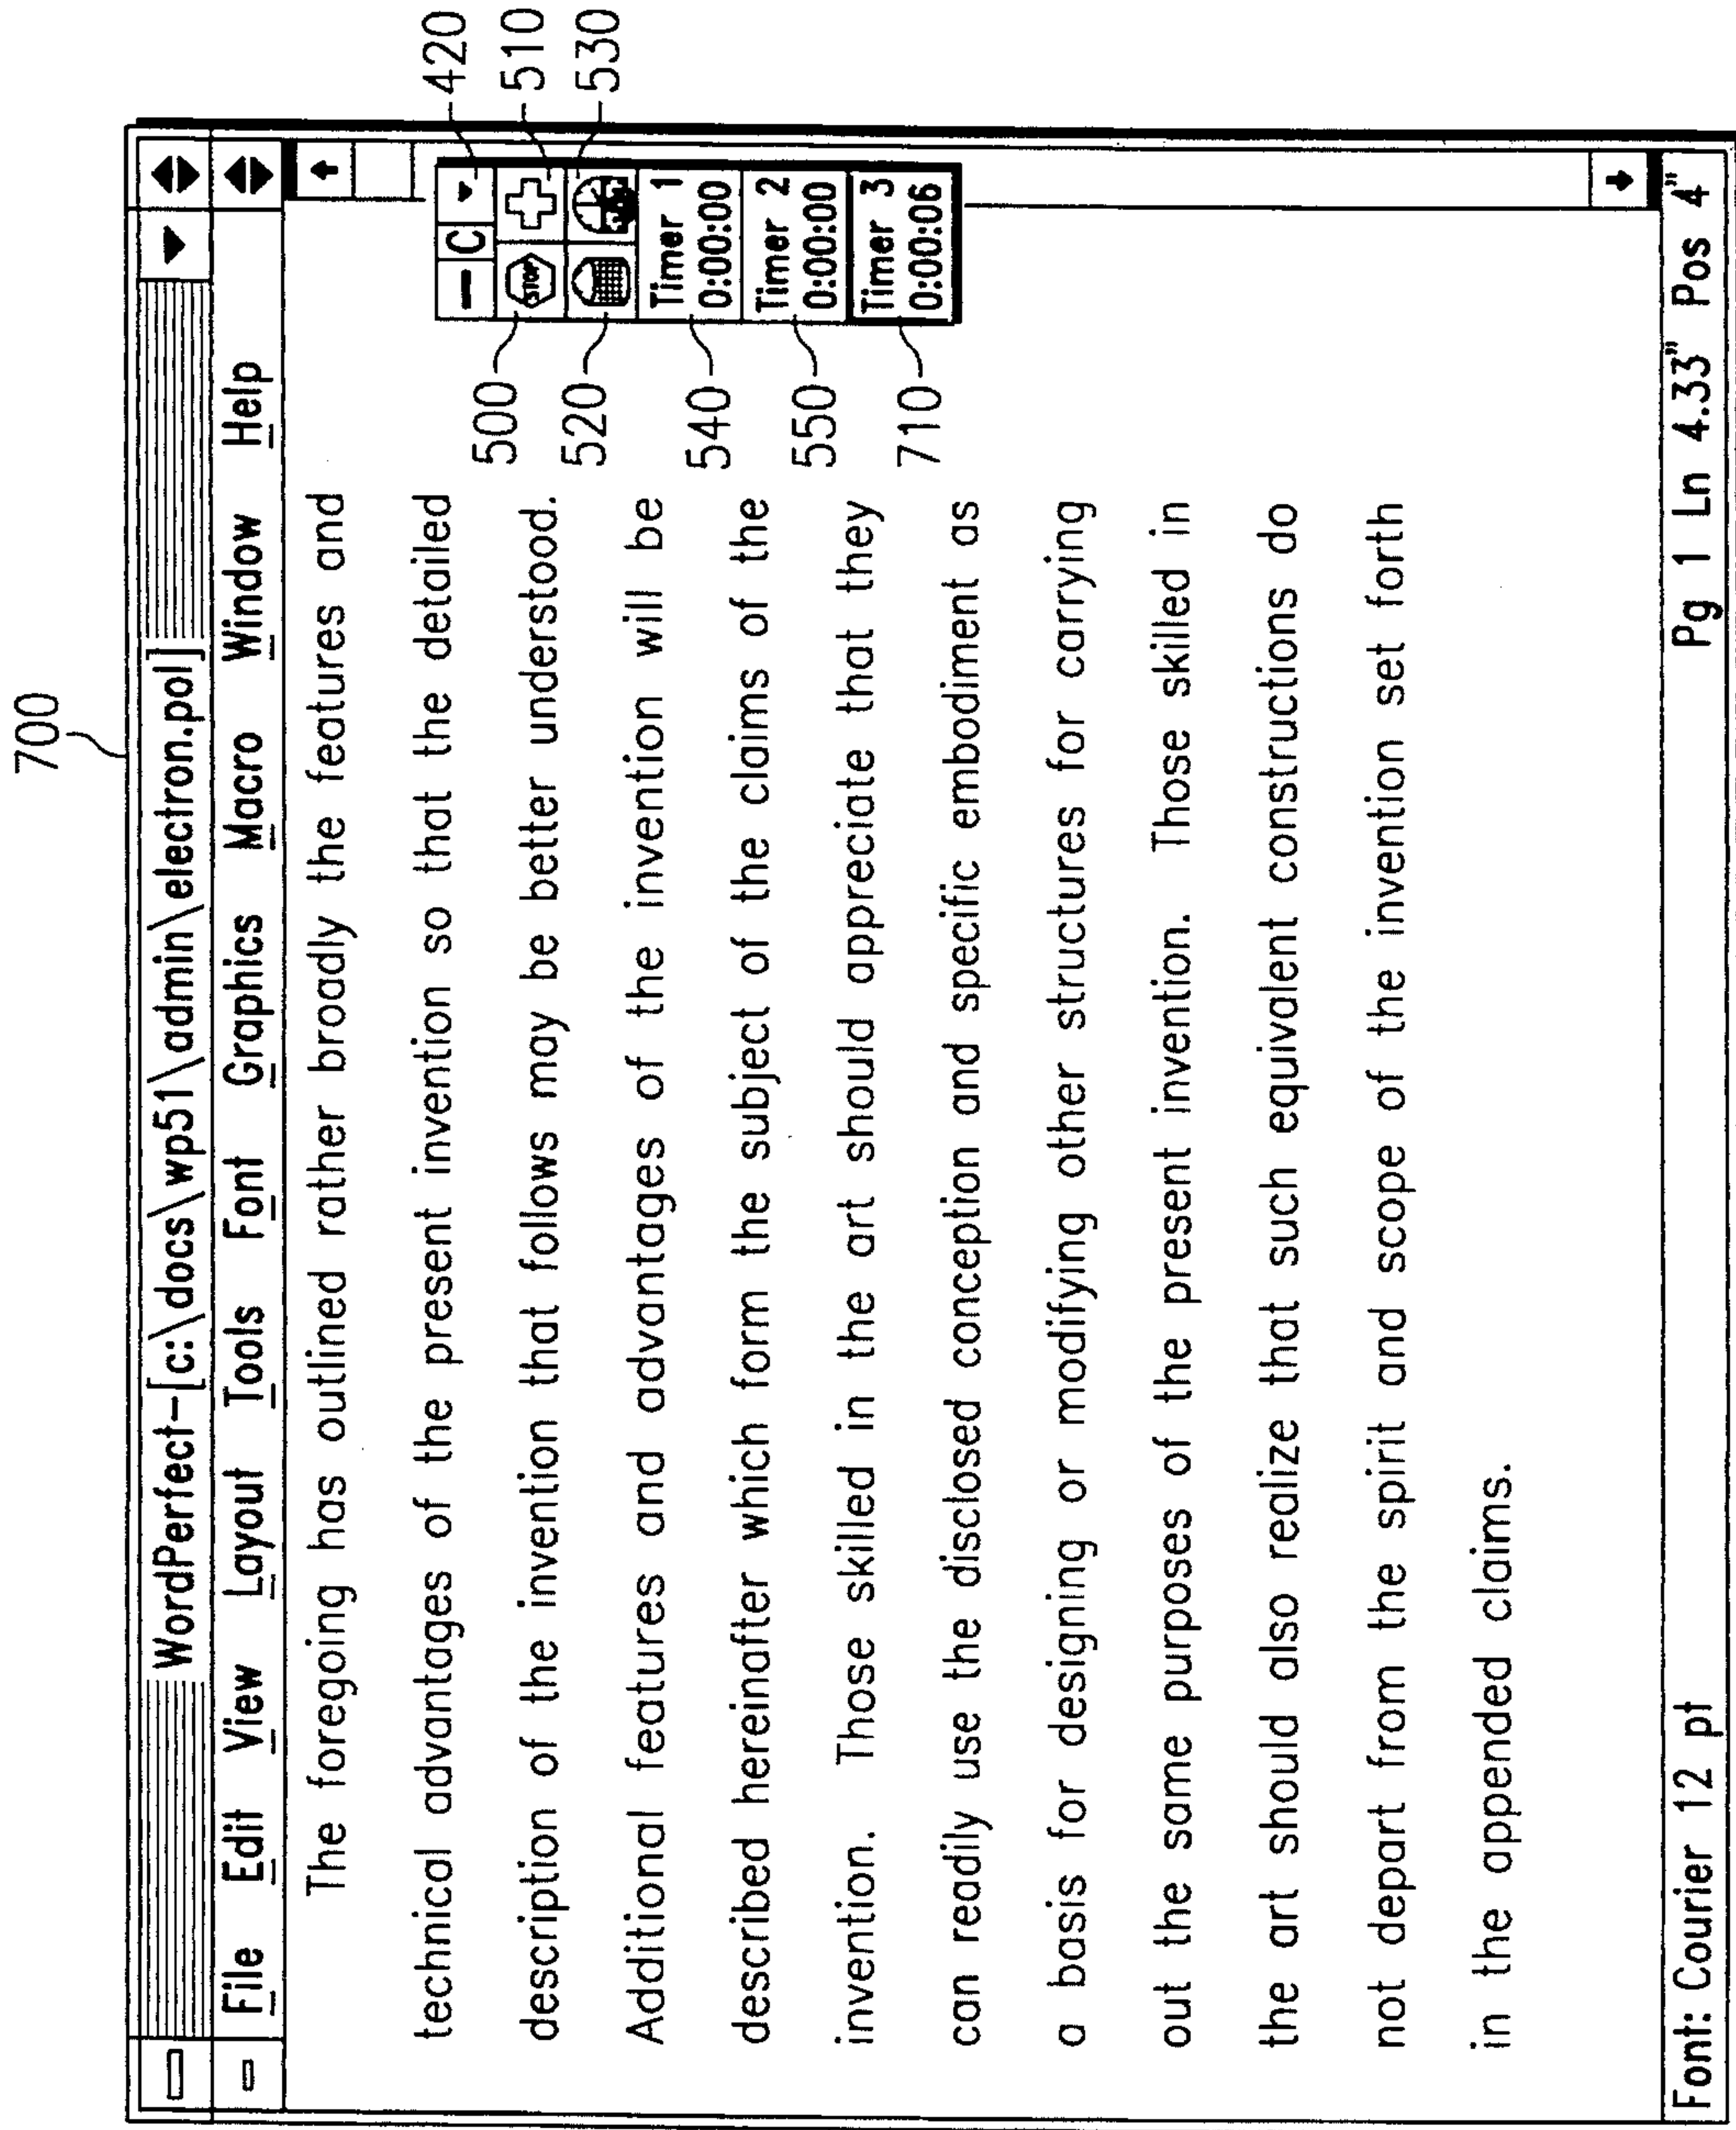 700
WordPerfect-[c:\docs\wp51\admin\electron.pol]
File Edit View Layout Tools Font Graphics Macro Window Help
The foregoing has outlined rather broadly the features and
technical advantages of the present invention so that the detailed
description of the invention that follows may be better understood.
Additional features and advantages of the invention will be
described hereinafter which form the subject of the claims of the
invention. Those skilled in the art should appreciate that they
can readily use the disclosed conception and specific embodiment as
a basis for designing or modifying other structures for carrying
out the same purposes of the present invention. Those skilled in
the art should also realize that such equivalent constructions do
not depart from the spirit and scope of the invention set forth
in the appended claims.
C 420
500 STOP 510
520 530
540 Timer 1
0:00:00
550 Timer 2
0:00:00
710 Timer 3
0:00:06
Font: Courier 12 pt Pg 1 Ln 4.33" Pos 4"